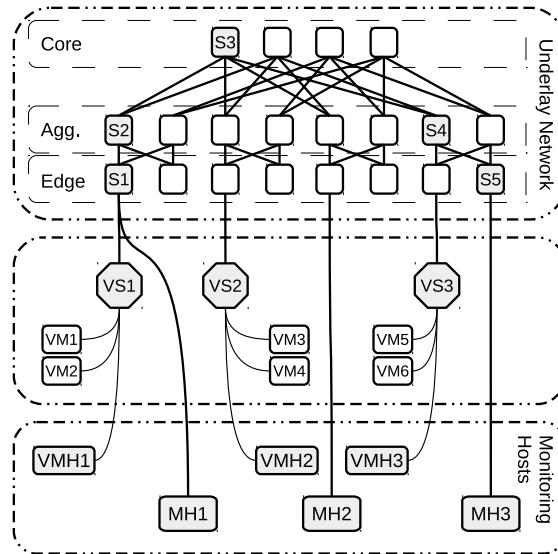 Core
S3
Underlay Network
Agg.
S2
S4
Edge
S1
S5
VS1
VS2
VS3
VM1
VM3
VM5
VM2
VM4
VM6
VMH1
VMH2
VMH3
Monitoring
Hosts
MH1
MH2
MH3